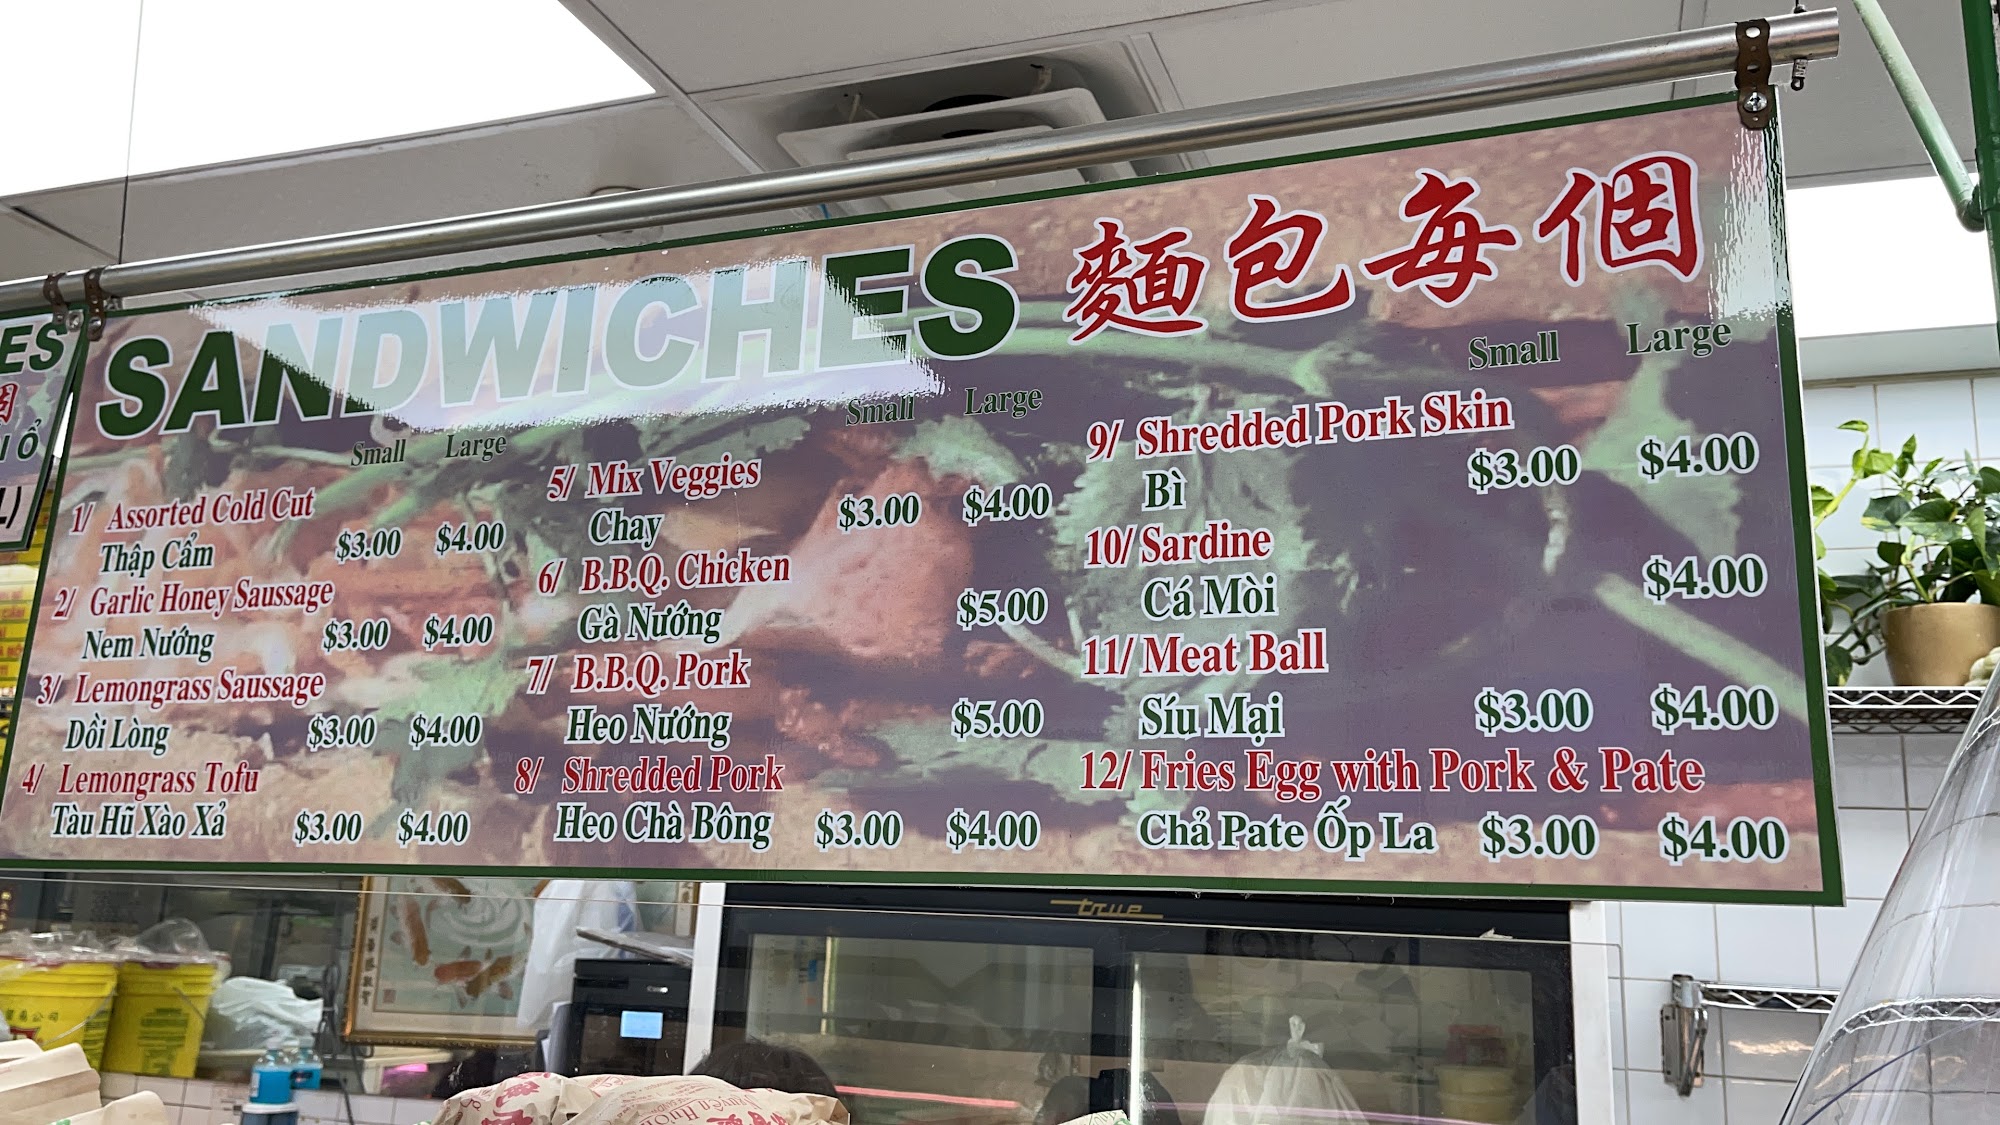 ES
Ổ
L)
SANDWICHES 麵包每個
Small Large
1/ Assorted Cold Cut
Thập Cẩm $3.00 $4.00
2/ Garlic Honey Sausage
Nem Nướng $3.00 $4.00
3/ Lemongrass Sausage
Dồi Lòng $3.00 $4.00
4/ Lemongrass Tofu
Tàu Hũ Xào Xả $3.00 $4.00
Small Large
5/ Mix Veggies
Chay $3.00 $4.00
6/ B.B.Q. Chicken
Gà Nướng $5.00
7/ B.B.Q. Pork
Heo Nướng $5.00
8/ Shredded Pork
Heo Chà Bông $3.00 $4.00
Small Large
9/ Shredded Pork Skin
Bì $3.00 $4.00
10/ Sardine
Cá Mòi $4.00
11/ Meat Ball
Síu Mại $3.00 $4.00
12/ Fries Egg with Pork & Pate
Chả Pate Ốp La $3.00 $4.00
true